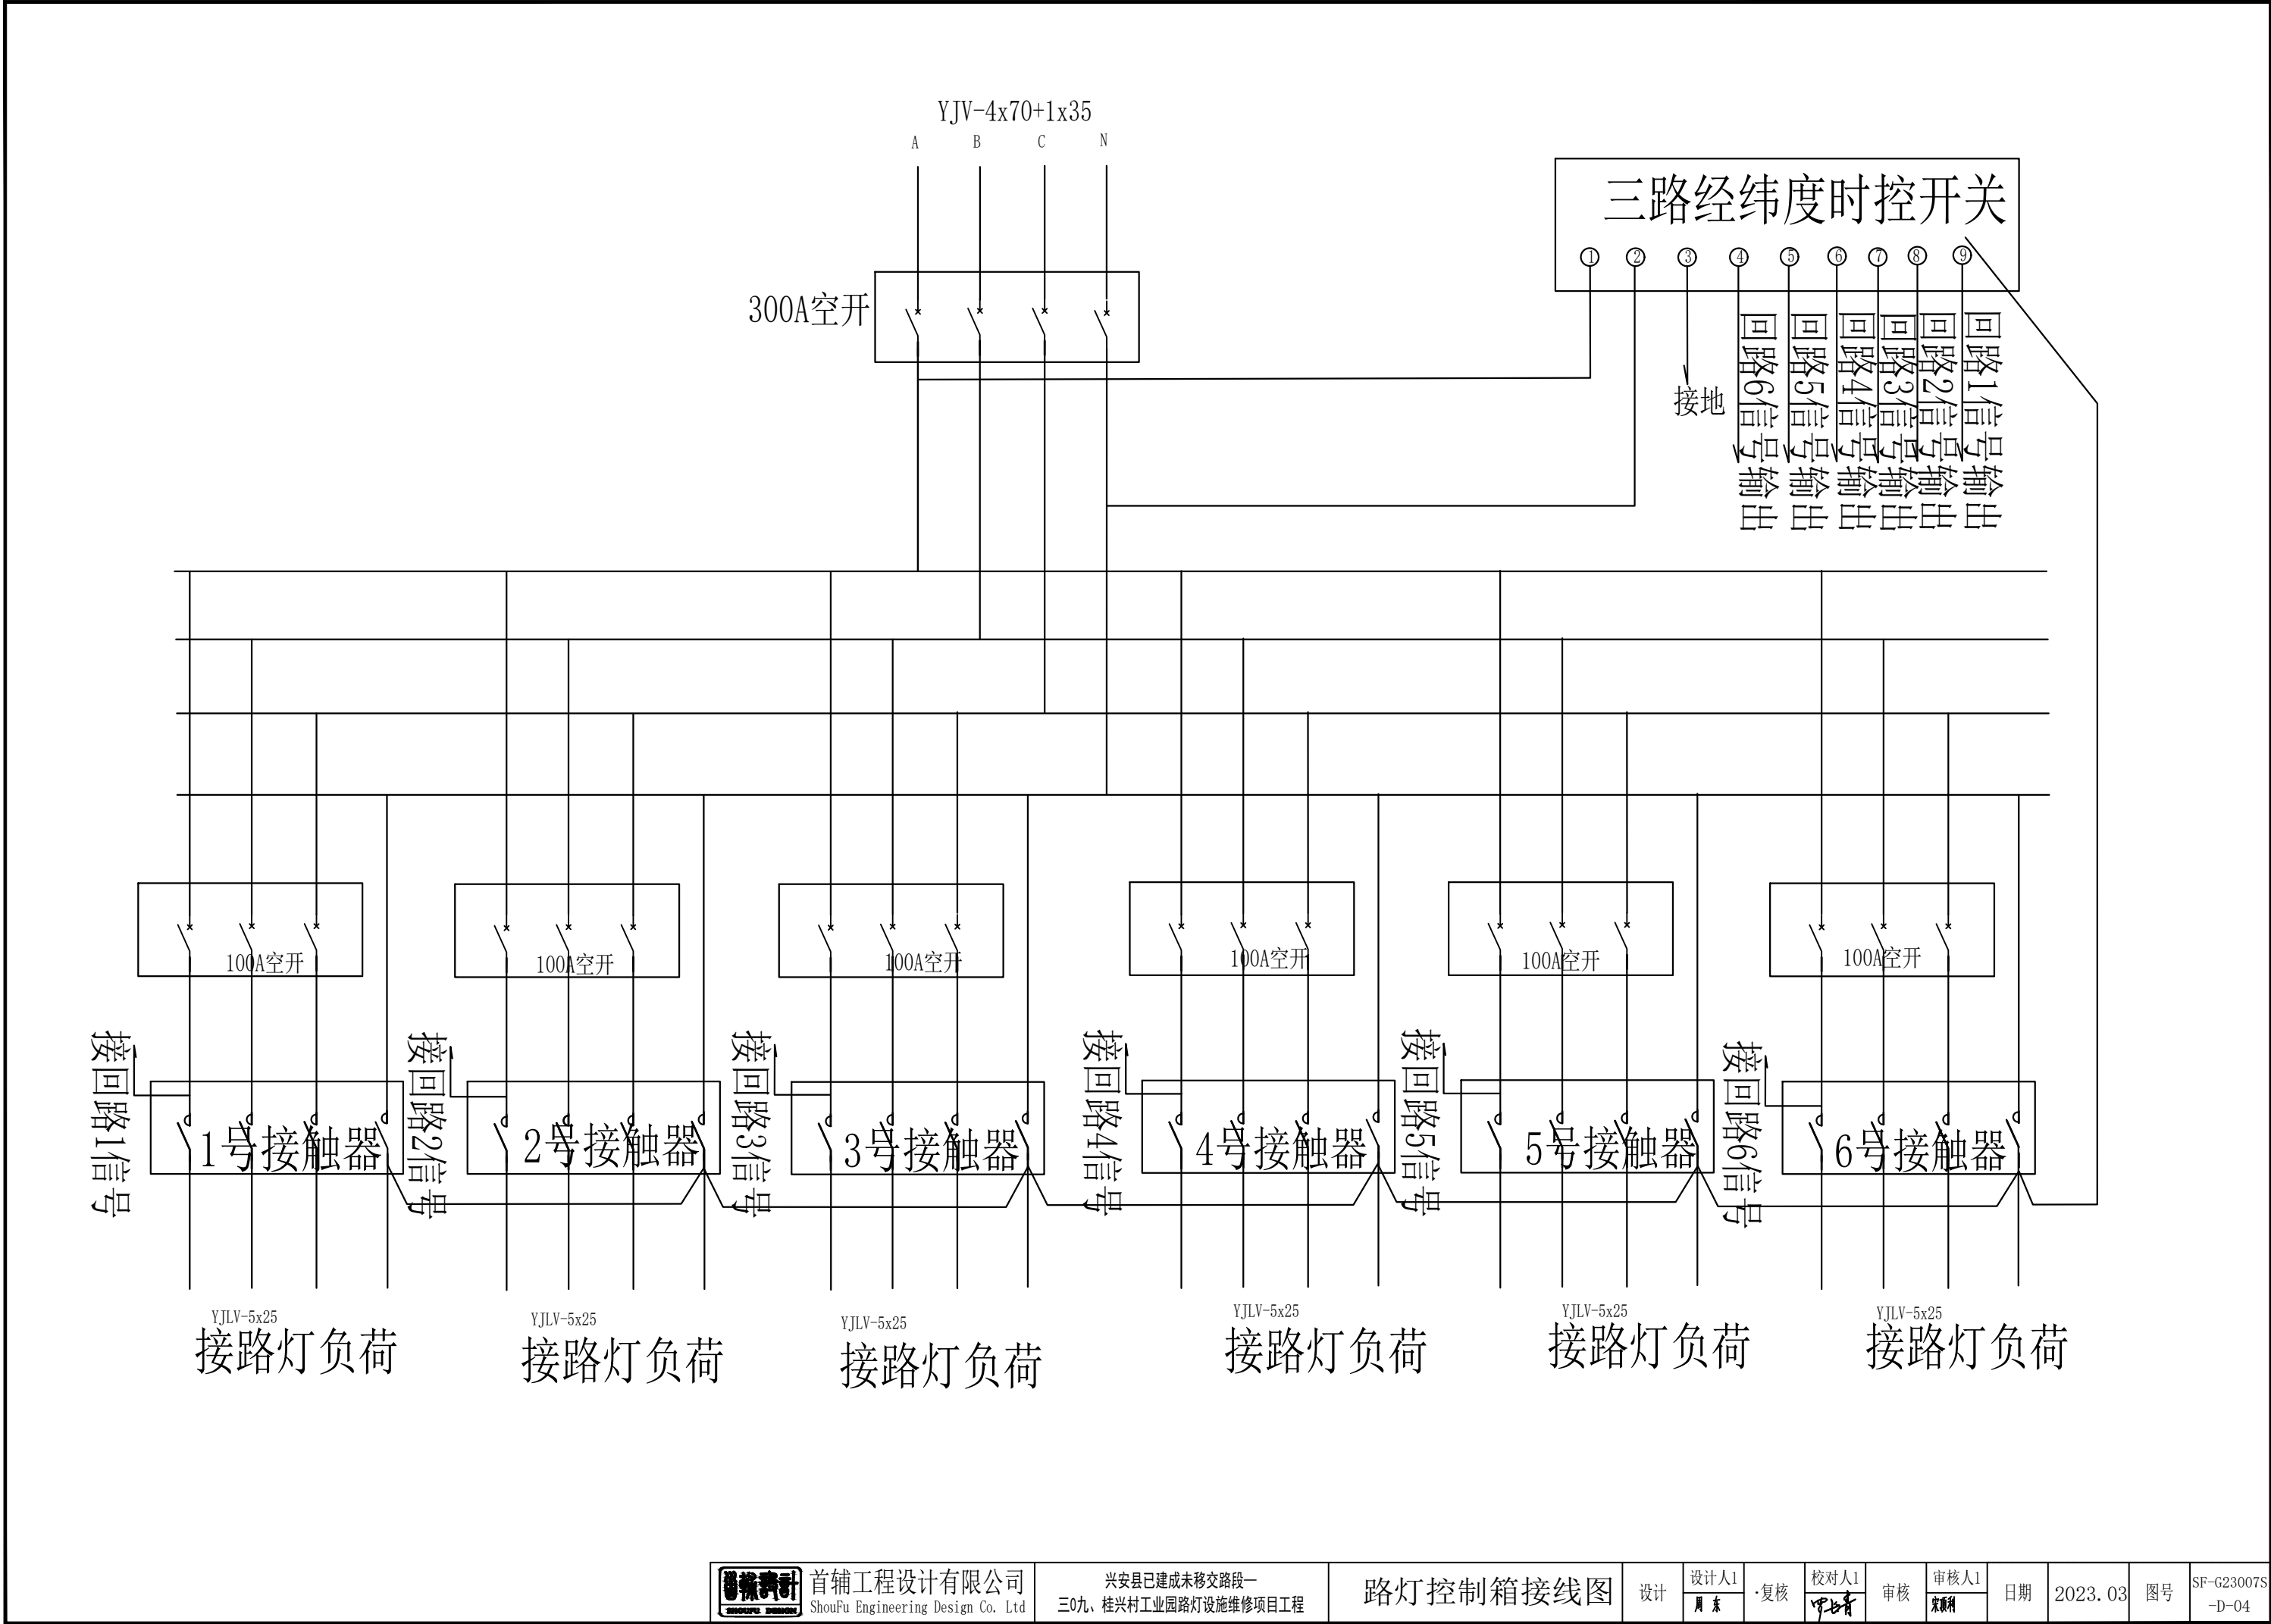 YJV-4x70+1x35
A B C N
300A空开
三路经纬度时控开关
1 2 3 4 5 6 7 8 9
接地
回路6信号输出
回路5信号输出
回路4信号输出
回路3信号输出
回路2信号输出
回路1信号输出
100A空开
100A空开
100A空开
100A空开
100A空开
100A空开
接回路1信号
1号接触器
接回路2信号
2号接触器
接回路3信号
3号接触器
接回路4信号
4号接触器
接回路5信号
5号接触器
接回路6信号
6号接触器
YJLV-5x25
接路灯负荷
YJLV-5x25
接路灯负荷
YJLV-5x25
接路灯负荷
YJLV-5x25
接路灯负荷
YJLV-5x25
接路灯负荷
YJLV-5x25
接路灯负荷
SHOUFU DESIGN
首辅工程设计有限公司
ShouFu Engineering Design Co. Ltd
兴安县已建成未移交路段一
三0九、桂兴村工业园路灯设施维修项目工程
路灯控制箱接线图
设计
设计人1
周东
·复核
校对人1
审核
审核人1
日期
2023.03
图号
SF-G23007S
-D-04